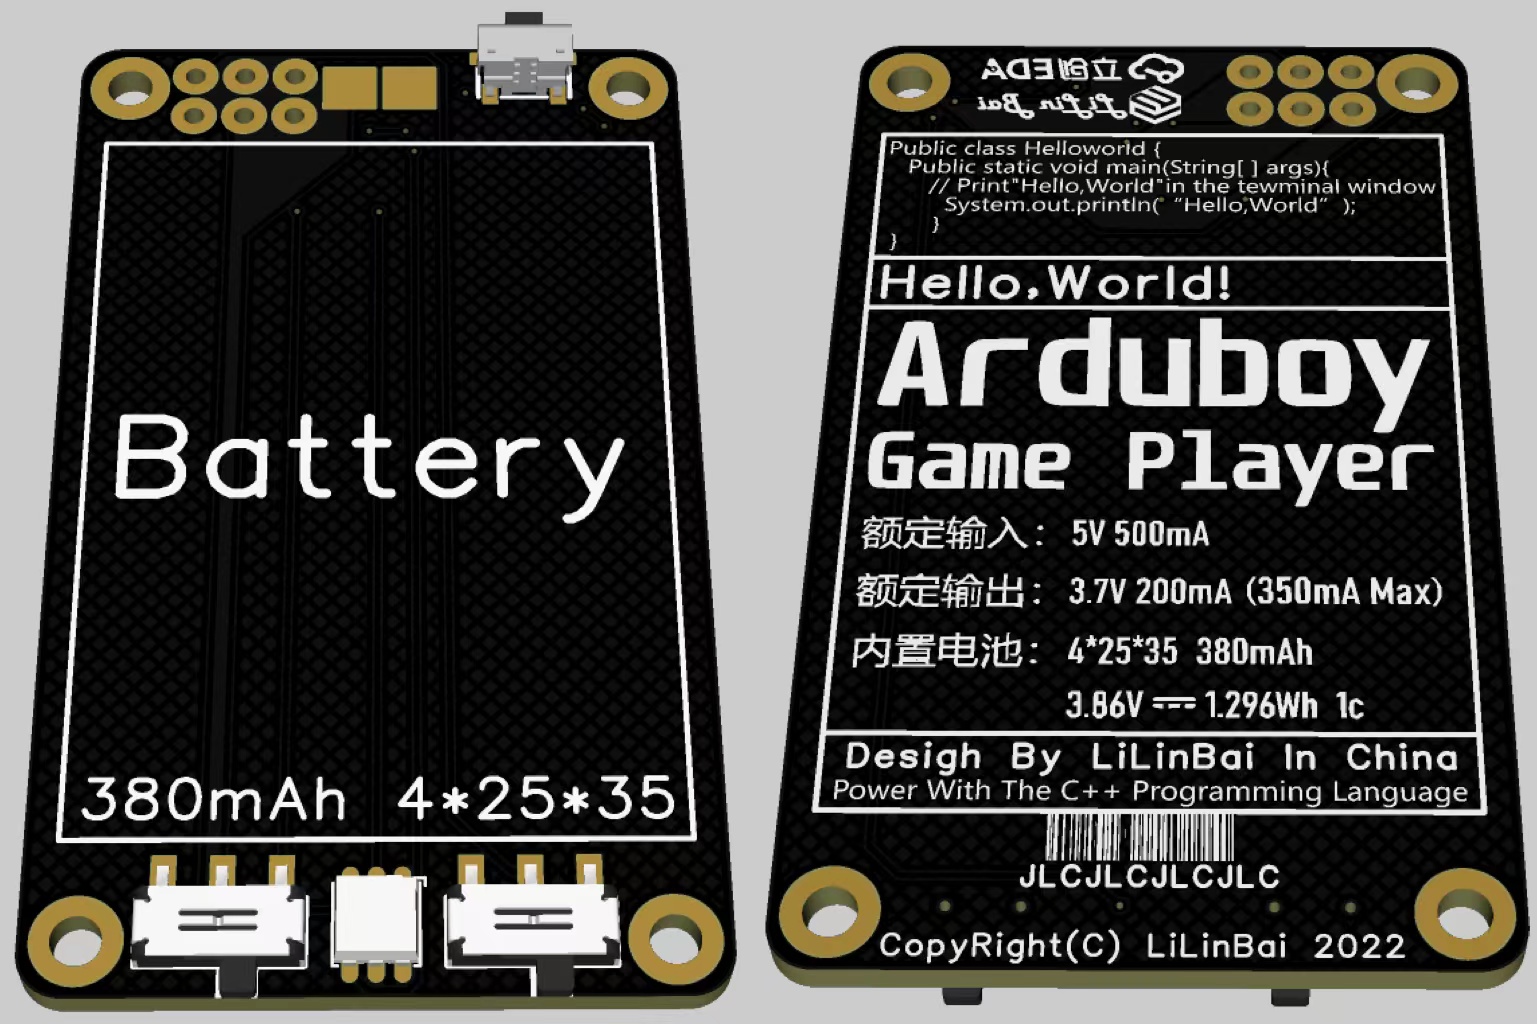 Battery
380mAh 4*25*35
立创EDA
LiLin Bai
Public class Helloworld {
Public static void main(String[ ] args){
// Print"Hello,World"in the tewminal window
System.out.println( “Hello,World” );
}
}
Hello,World!
Arduboy
Game Player
额定输入: 5V 500mA
额定输出: 3.7V 200mA (350mA Max)
内置电池: 4*25*35 380mAh
3.86V ⎓ 1.296Wh 1c
Desigh By LiLinBai In China
Power With The C++ Programming Language
JLCJLCJLCJLC
CopyRight(C) LiLinBai 2022